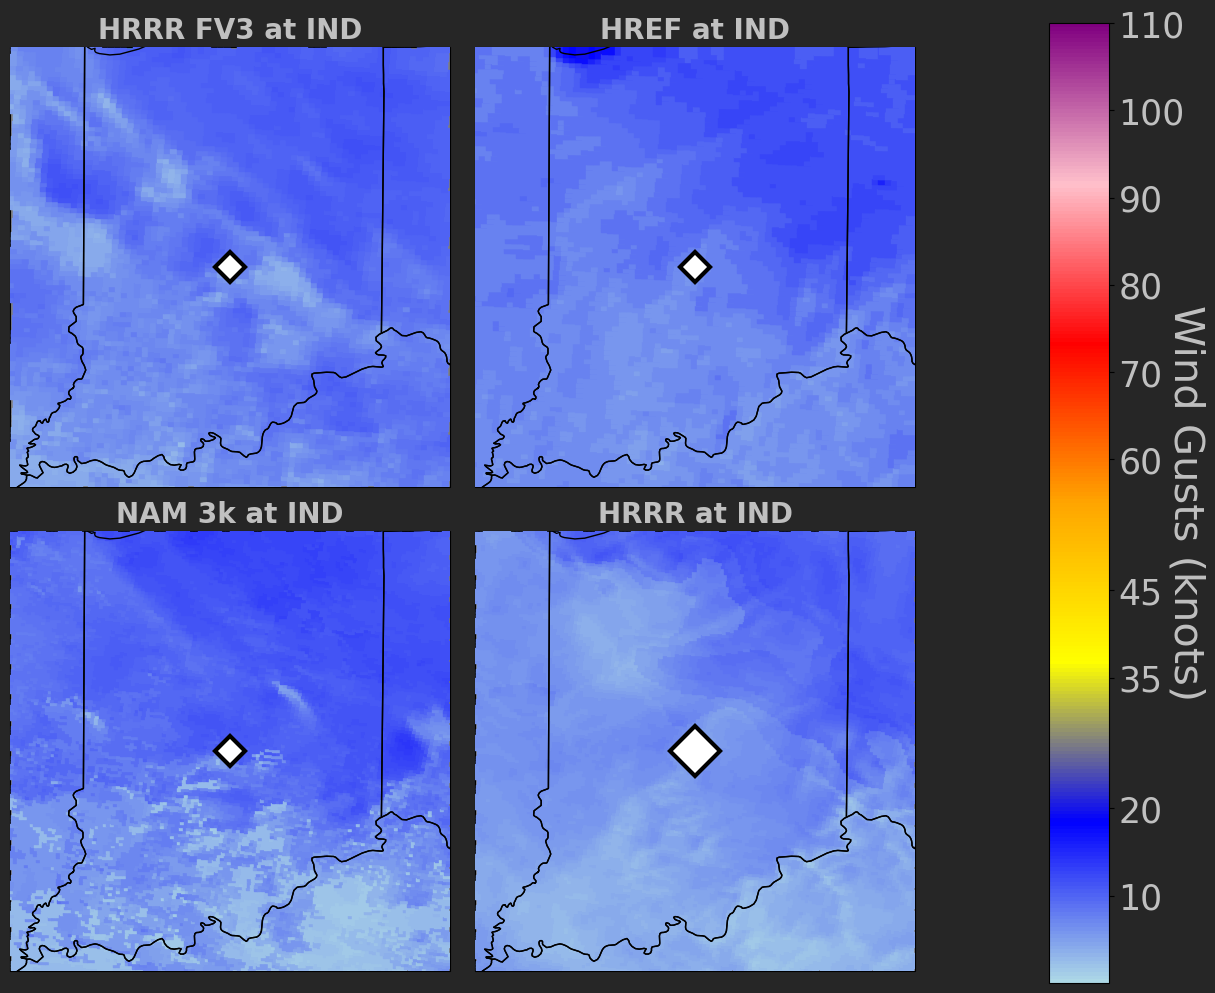 HRRR FV3 at IND
HREF at IND
NAM 3k at IND
HRRR at IND
110
100
90
80
70
60
45
35
20
10
Wind Gusts (knots)